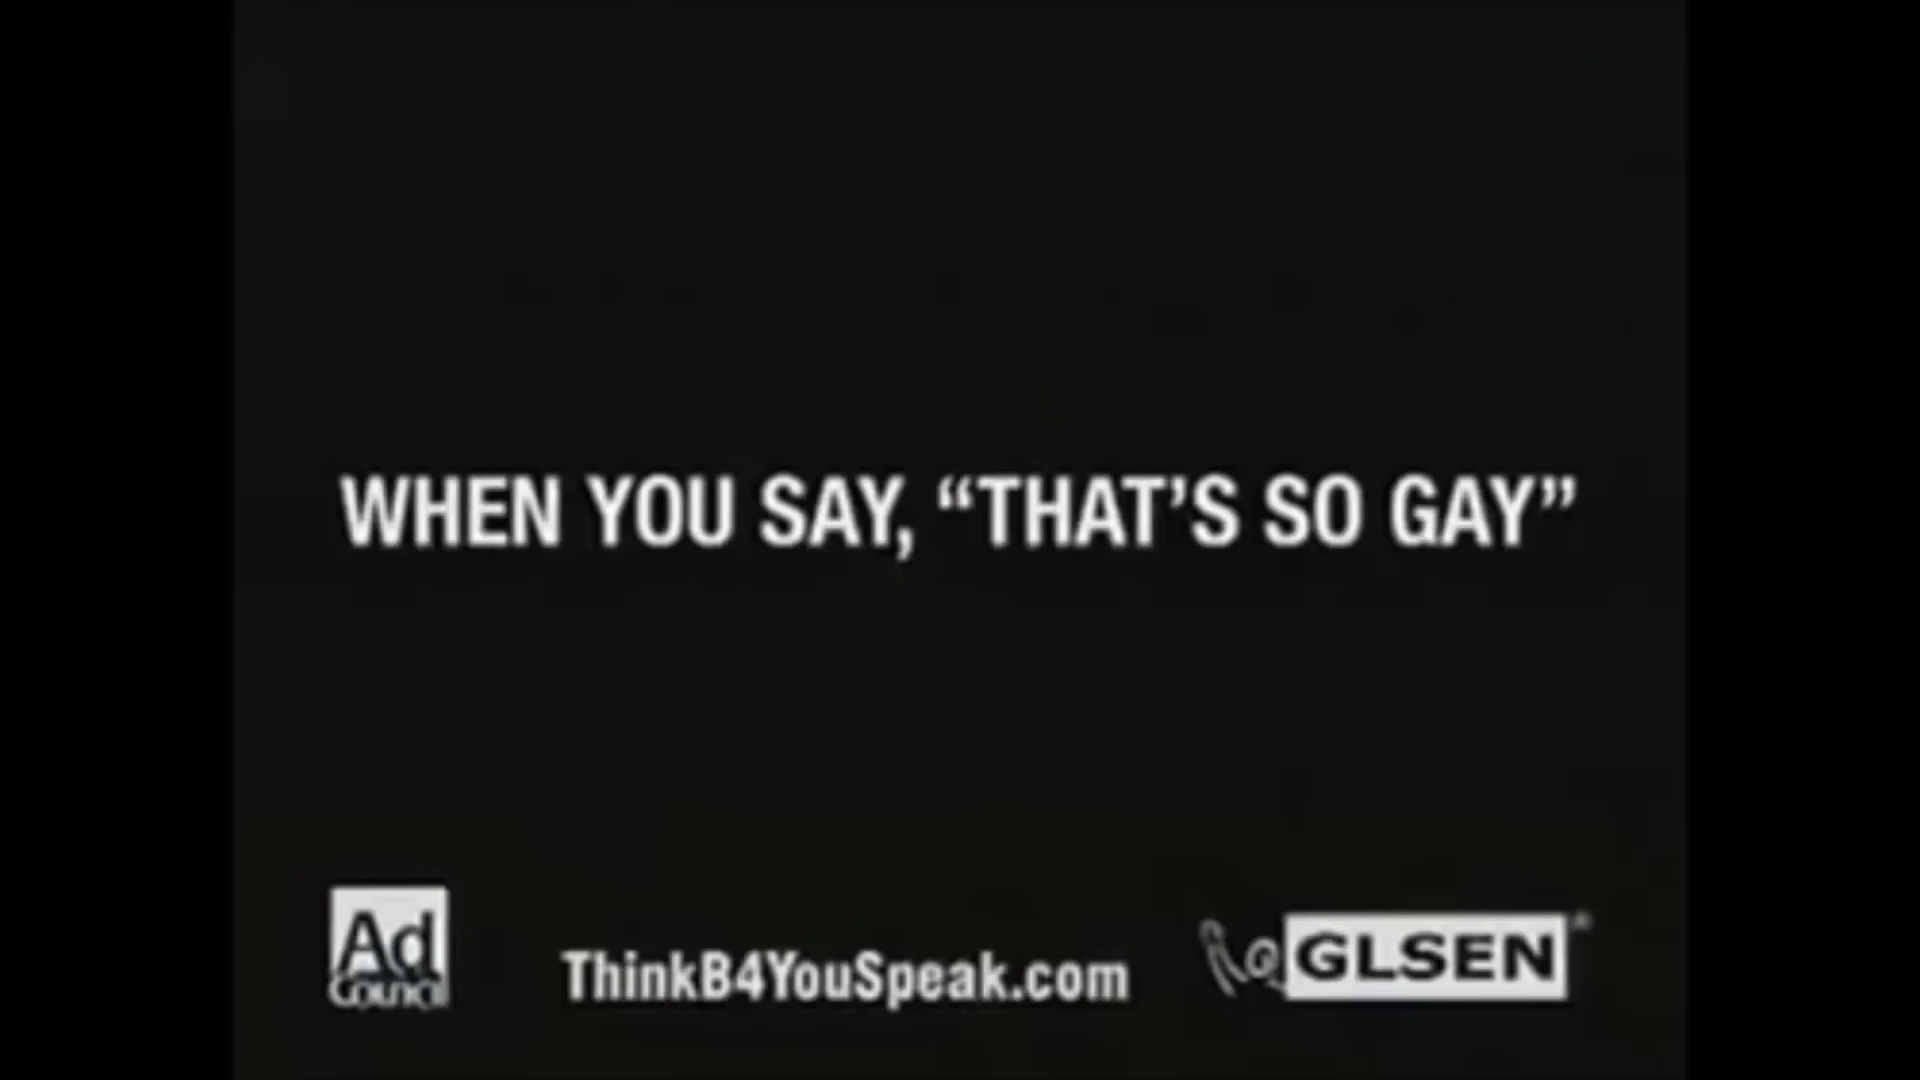 WHEN YOU SAY, “THAT’S SO GAY”
Ad
Council
ThinkB4YouSpeak.com
GLSEN®